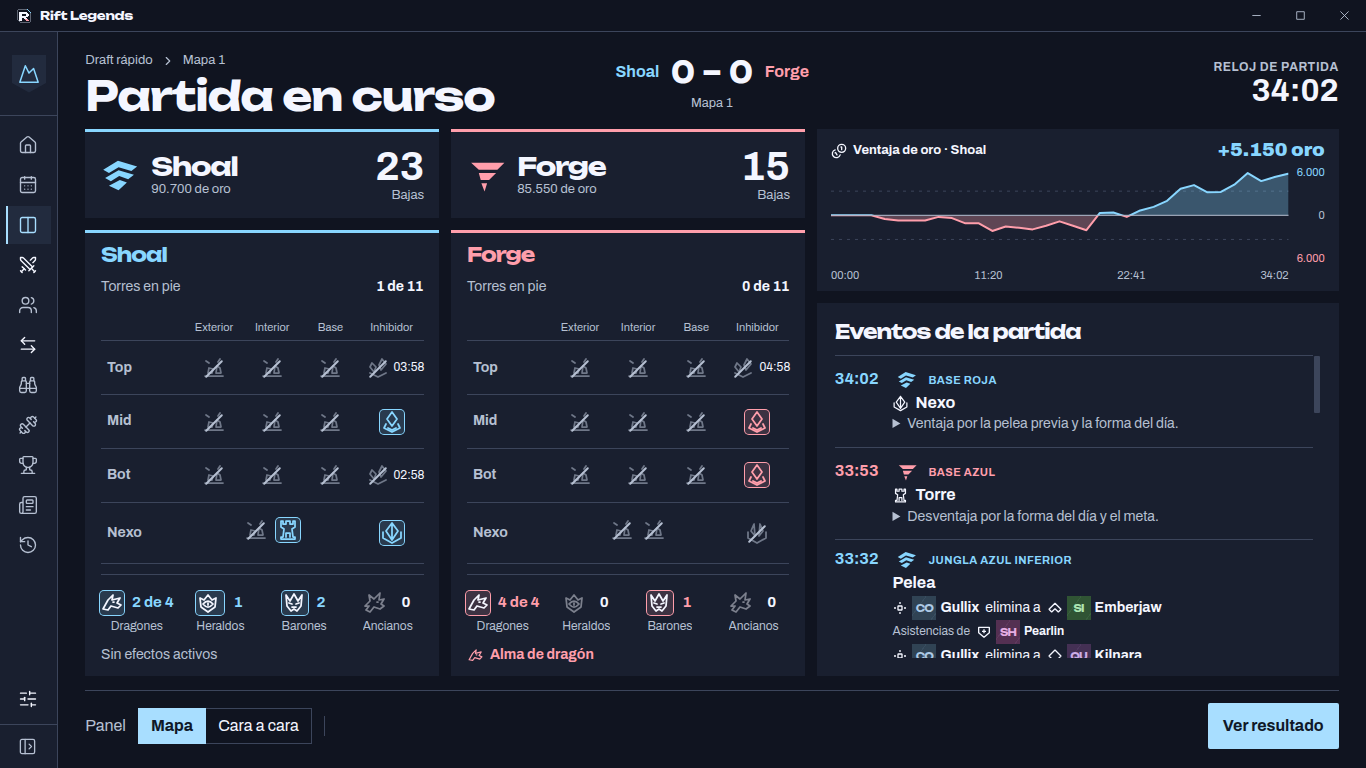 Rift Legends
Draft rápido > Mapa 1
Partida en curso
Shoal 0 – 0 Forge
Mapa 1
RELOJ DE PARTIDA
34:02
Shoal
90.700 de oro
23
Bajas
Forge
85.550 de oro
15
Bajas
Ventaja de oro · Shoal
+5.150 oro
6.000
0
6.000
00:00 11:20 22:41 34:02
Shoal
Torres en pie 1 de 11
Exterior Interior Base Inhibidor
Top 03:58
Mid
Bot 02:58
Nexo
2 de 4 1 2 0
Dragones Heraldos Barones Ancianos
Sin efectos activos
Forge
Torres en pie 0 de 11
Exterior Interior Base Inhibidor
Top 04:58
Mid
Bot
Nexo
4 de 4 0 1 0
Dragones Heraldos Barones Ancianos
Alma de dragón
Eventos de la partida
34:02 BASE ROJA
Nexo
Ventaja por la pelea previa y la forma del día.
33:53 BASE AZUL
Torre
Desventaja por la forma del día y el meta.
33:32 JUNGLA AZUL INFERIOR
Pelea
CO Gullix elimina a SI Emberjaw
Asistencias de SH Pearlin
CO Gullix elimina a QU Kilnara
Panel Mapa Cara a cara
Ver resultado